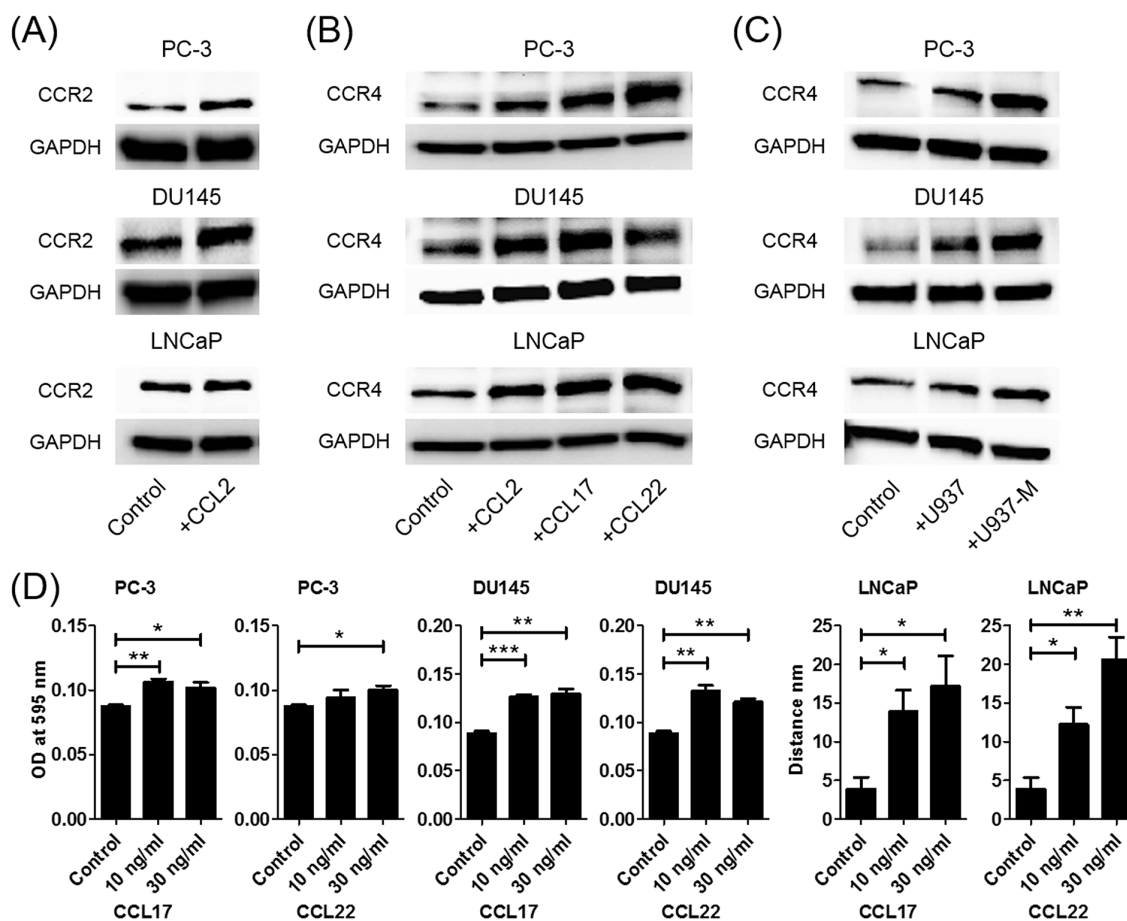 (A)
PC-3
CCR2
GAPDH
DU145
CCR2
GAPDH
LNCaP
CCR2
GAPDH
Control
+CCL2
(B)
PC-3
CCR4
GAPDH
DU145
CCR4
GAPDH
LNCaP
CCR4
GAPDH
Control
+CCL2
+CCL17
+CCL22
(C)
PC-3
CCR4
GAPDH
DU145
CCR4
GAPDH
LNCaP
CCR4
GAPDH
Control
+U937
+U937-M
(D)
PC-3
OD at 595 nm
0.15
0.10
0.05
0.00
*
**
Control
10 ng/ml
30 ng/ml
CCL17
PC-3
0.15
0.10
0.05
0.00
*
Control
10 ng/ml
30 ng/ml
CCL22
DU145
0.20
0.15
0.10
0.05
0.00
**
***
Control
10 ng/ml
30 ng/ml
CCL17
DU145
0.20
0.15
0.10
0.05
0.00
**
**
Control
10 ng/ml
30 ng/ml
CCL22
LNCaP
Distance nm
25
20
15
10
5
0
*
*
Control
10 ng/ml
30 ng/ml
CCL17
LNCaP
25
20
15
10
5
0
**
*
Control
10 ng/ml
30 ng/ml
CCL22